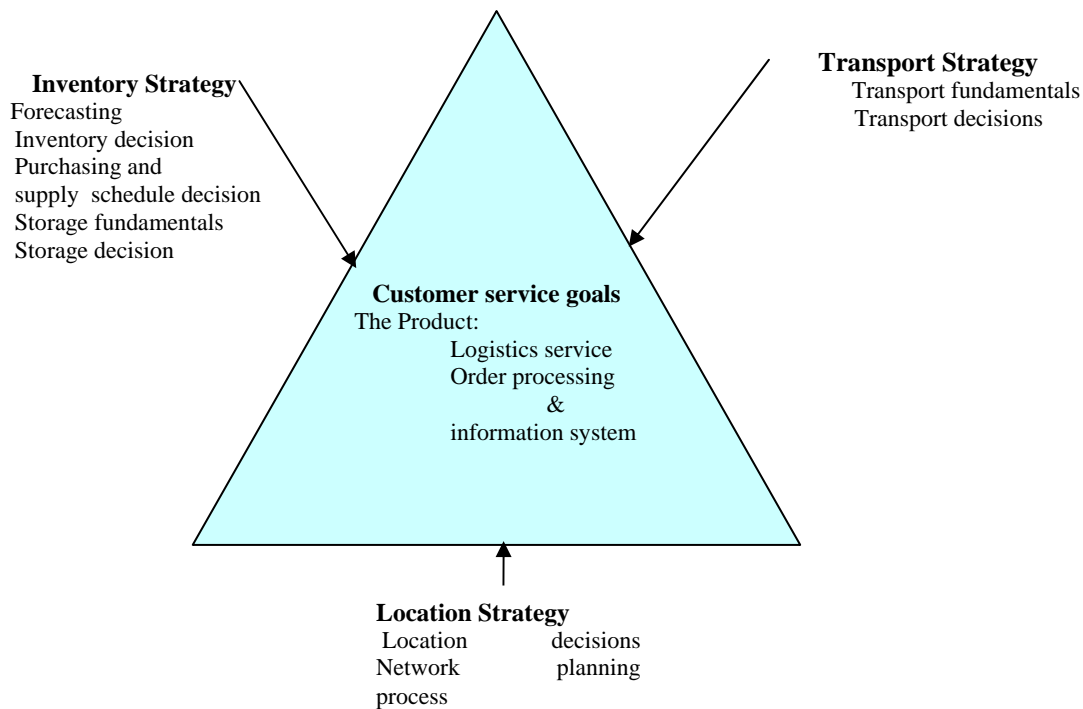 Inventory Strategy
Forecasting
Inventory decision
Purchasing and
supply schedule decision
Storage fundamentals
Storage decision
Transport Strategy
Transport fundamentals
Transport decisions
Customer service goals
The Product:
Logistics service
Order processing
&
information system
Location Strategy
Location decisions
Network planning
process